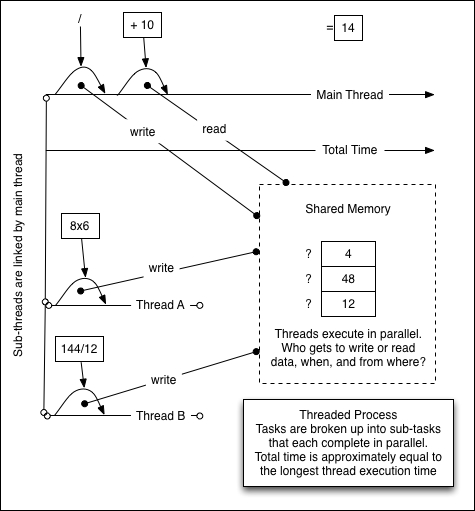 /
+ 10
= 14
Main Thread
write
read
Total Time
Sub-threads are linked by main thread
Shared Memory
8x6
? 4
write
? 48
Thread A
? 12
Threads execute in parallel.
Who gets to write or read
data, when, and from where?
144/12
write
Thread B
Threaded Process
Tasks are broken up into sub-tasks
that each complete in parallel.
Total time is approximately equal to
the longest thread execution time